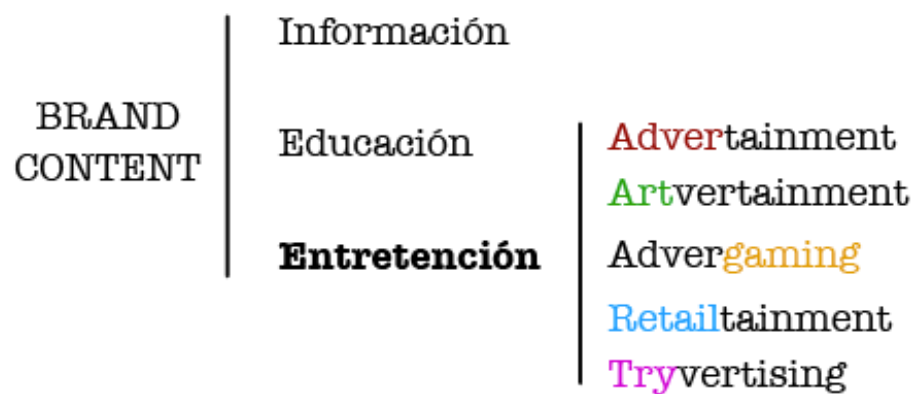 BRAND
CONTENT
Información
Educación
Entretención
Advertainment
Artvertainment
Advergaming
Retailtainment
Tryvertising